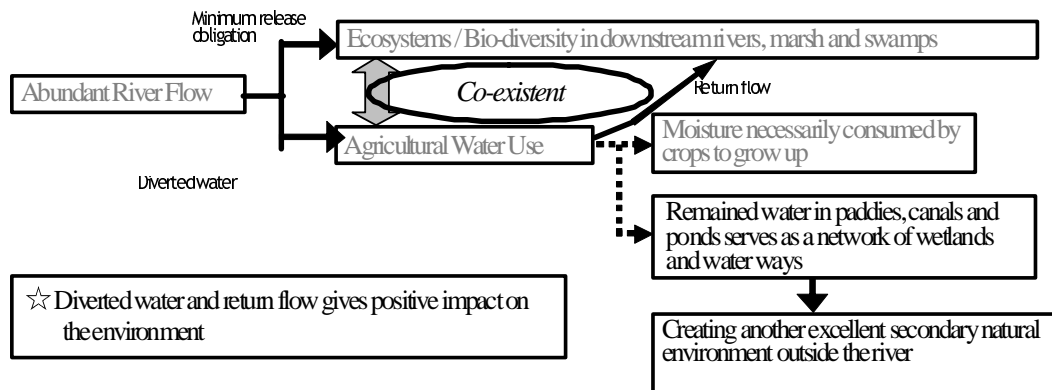 Minimum release
obligation
Ecosystems / Bio-diversity in downstream rivers, marsh and swamps
Abundant River Flow
Co-existent
Return flow
Agricultural Water Use
Moisture necessarily consumed by
crops to grow up
Diverted water
Remained water in paddies, canals and
ponds serves as a network of wetlands
and water ways
☆ Diverted water and return flow gives positive impact on
the environment
Creating another excellent secondary natural
environment outside the river